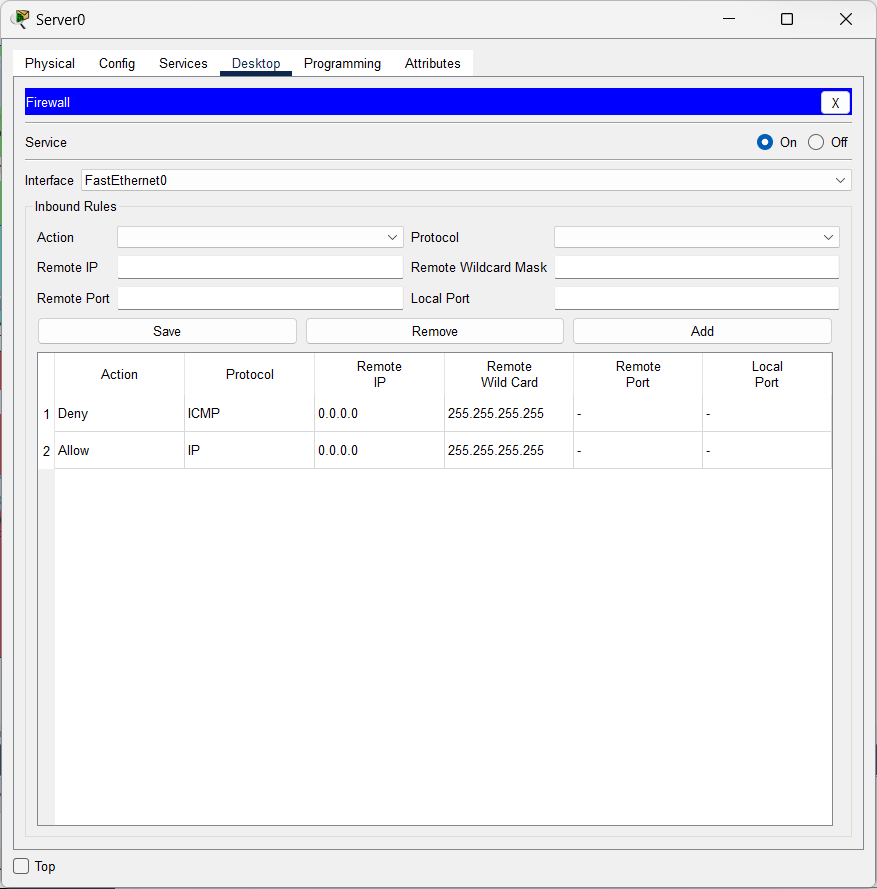 Server0
Physical Config Services Desktop Programming Attributes
Firewall X
Service On Off
Interface FastEthernet0
Inbound Rules
Action Protocol
Remote IP Remote Wildcard Mask
Remote Port Local Port
Save Remove Add
Action Protocol Remote IP Remote Wild Card Remote Port Local Port
1 Deny ICMP 0.0.0.0 255.255.255.255 - -
2 Allow IP 0.0.0.0 255.255.255.255 - -
Top